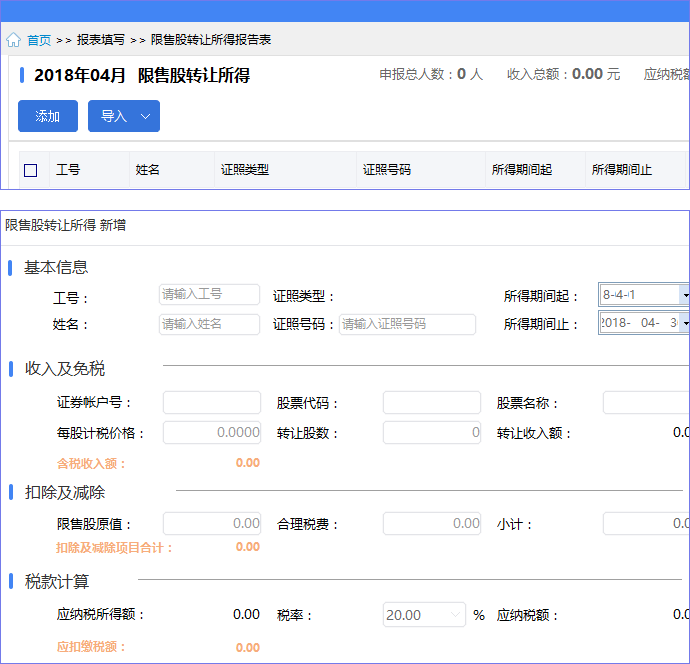 首页 >> 报表填写 >> 限售股转让所得报告表
2018年04月 限售股转让所得 申报总人数：0 人 收入总额：0.00 元 应纳税
添加 导入
工号 姓名 证照类型 证照号码 所得期间起 所得期间止
限售股转让所得 新增
基本信息
工号： 请输入工号 证照类型： 所得期间起： 8-4-1
姓名： 请输入姓名 证照号码： 请输入证照号码 所得期间止： 2018- 04- 3
收入及免税
证券帐户号： 股票代码： 股票名称：
每股计税价格： 0.0000 转让股数： 0 转让收入额： 0.0
含税收入额： 0.00
扣除及减除
限售股原值： 0.00 合理税费： 0.00 小计： 0.0
扣除及减除项目合计： 0.00
税款计算
应纳税所得额： 0.00 税率： 20.00 % 应纳税额： 0.0
应扣缴税额： 0.00